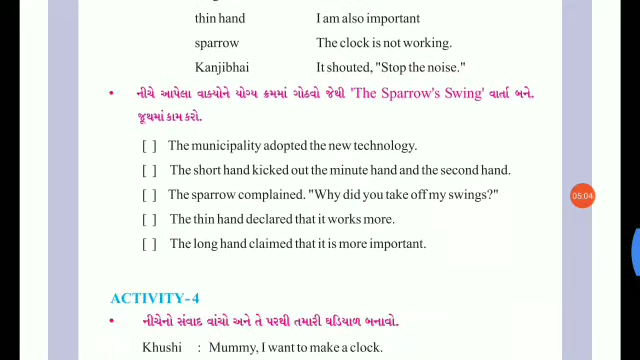 thin hand I am also important
sparrow The clock is not working.
Kanjibhai It shouted, "Stop the noise."
• નીચે આપેલા વાક્યોને યોગ્ય ક્રમમાં ગોઠવો જેથી 'The Sparrow's Swing' વાર્તા બને.
જૂથમાં કામ કરો.
[ ] The municipality adopted the new technology.
[ ] The short hand kicked out the minute hand and the second hand.
[ ] The sparrow complained. "Why did you take off my swings?"
[ ] The thin hand declared that it works more.
[ ] The long hand claimed that it is more important.
05:04
ACTIVITY-4
• નીચેનો સંવાદ વાંચો અને તે પરથી તમારી ઘડિયાળ બનાવો.
Khushi : Mummy, I want to make a clock.